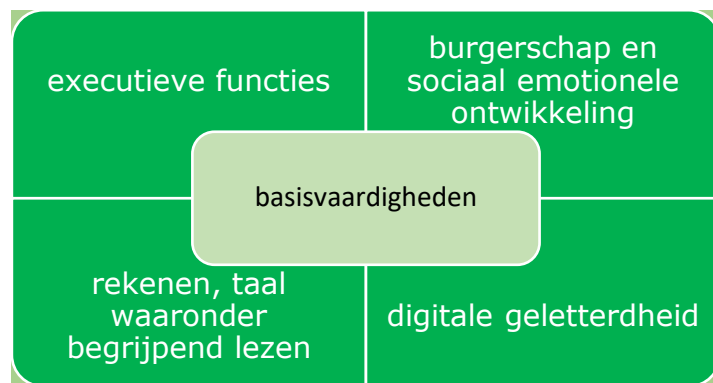 executieve functies
burgerschap en
sociaal emotionele
ontwikkeling
basisvaardigheden
rekenen, taal
waaronder
begrijpend lezen
digitale geletterdheid